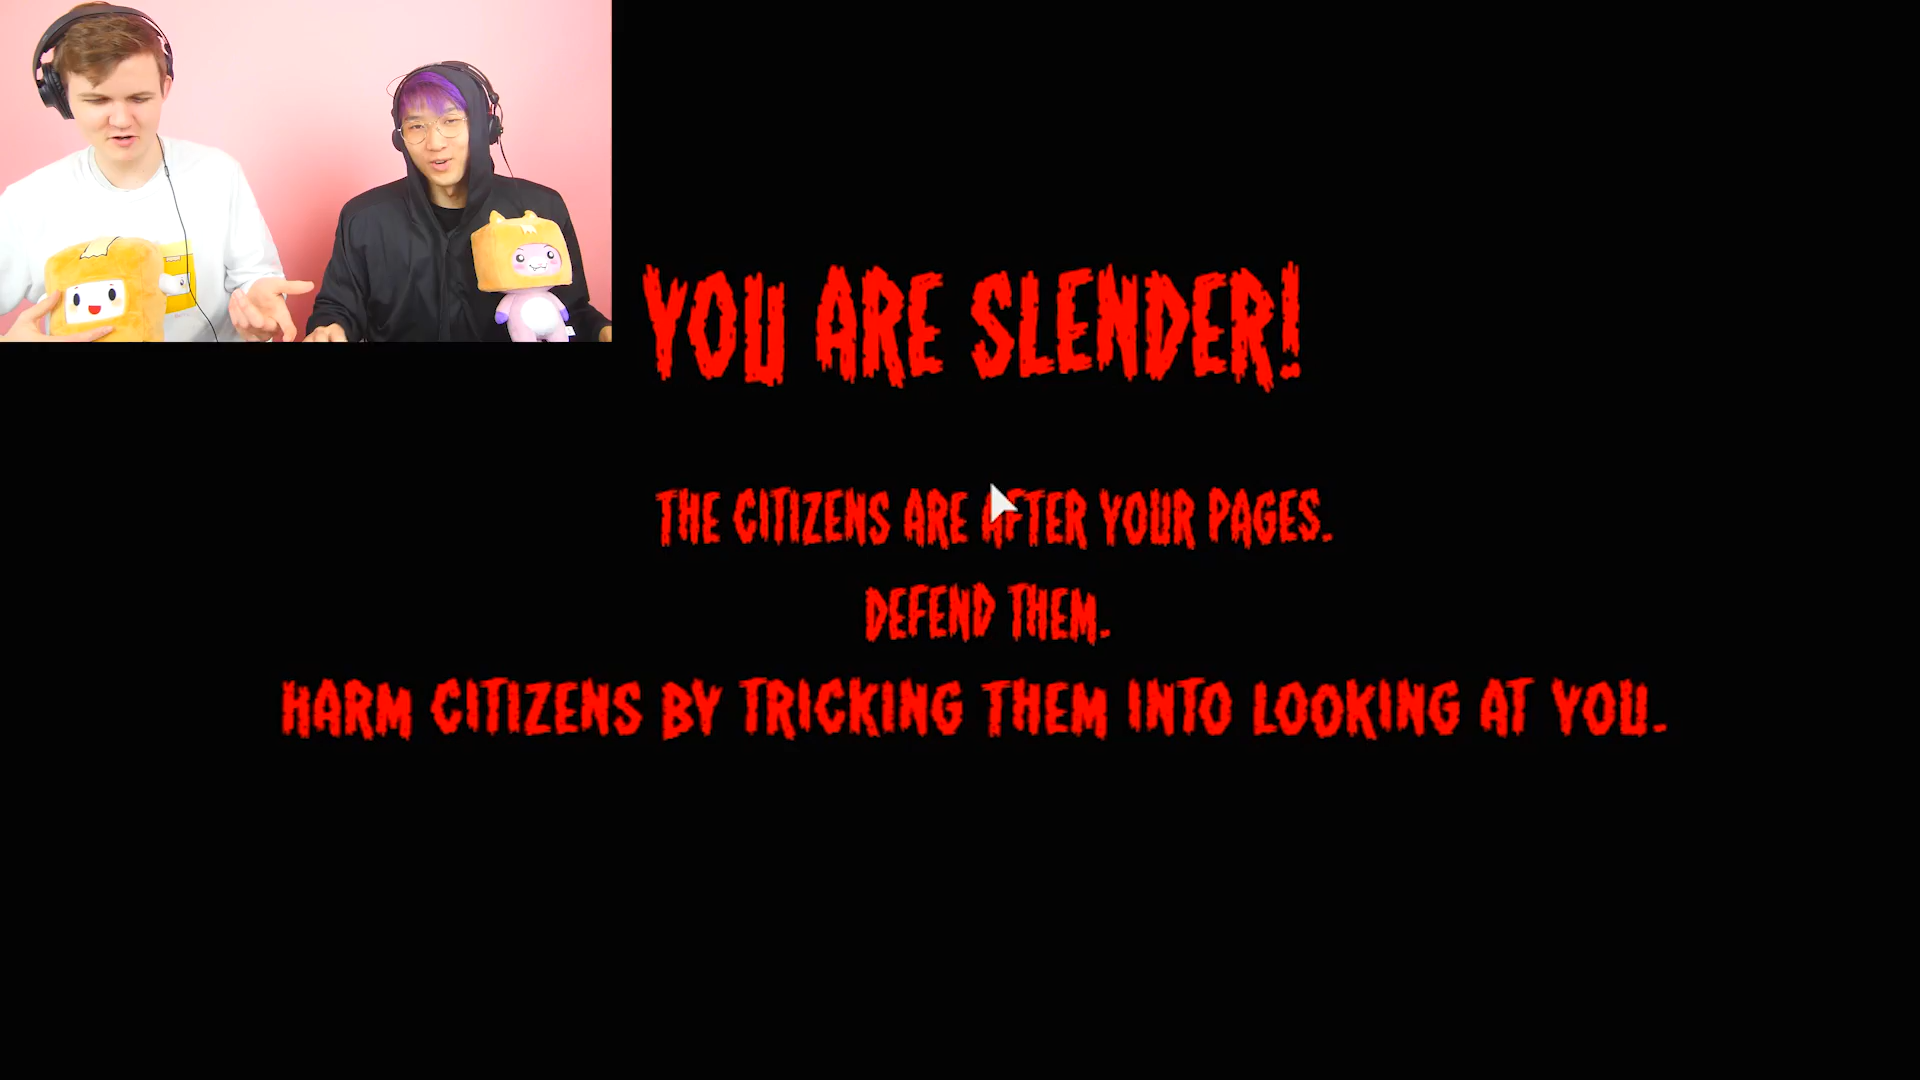 YOU ARE SLENDER!
THE CITIZENS ARE AFTER YOUR PAGES.
DEFEND THEM.
HARM CITIZENS BY TRICKING THEM INTO LOOKING AT YOU.